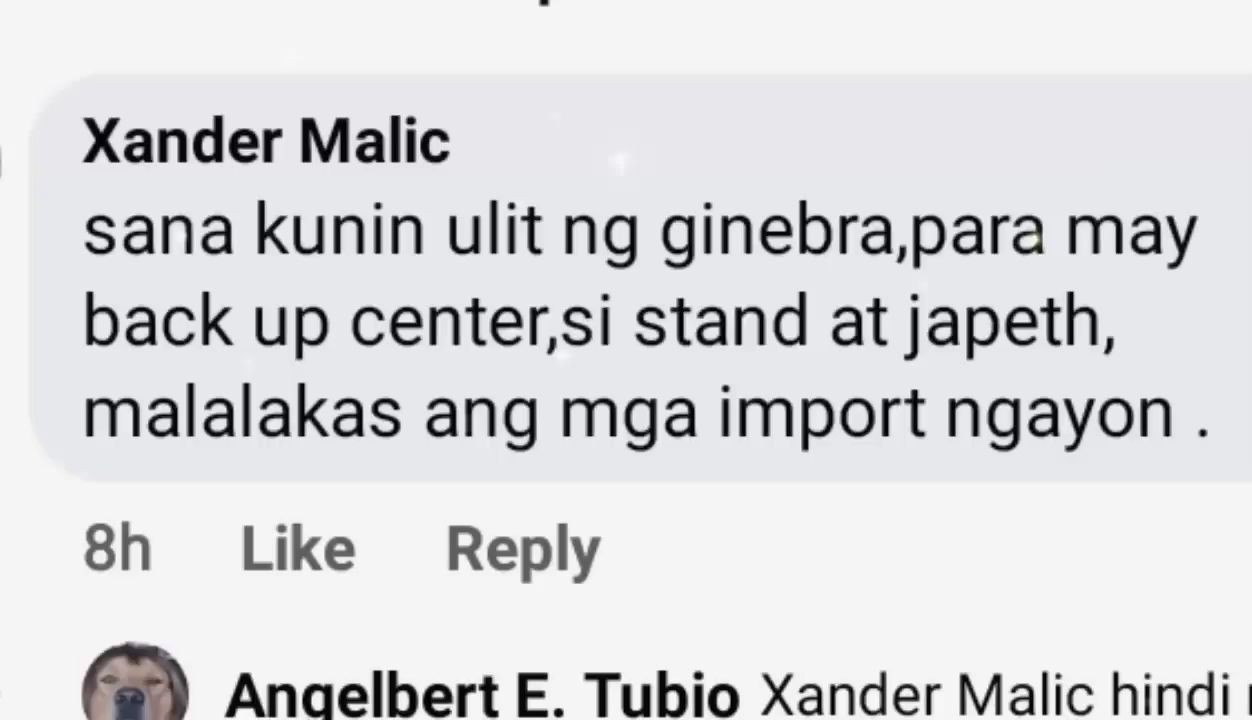 Xander Malic
sana kunin ulit ng ginebra,para may
back up center,si stand at japeth,
malalakas ang mga import ngayon .
8h Like Reply
Angelbert E. Tubio Xander Malic hindi